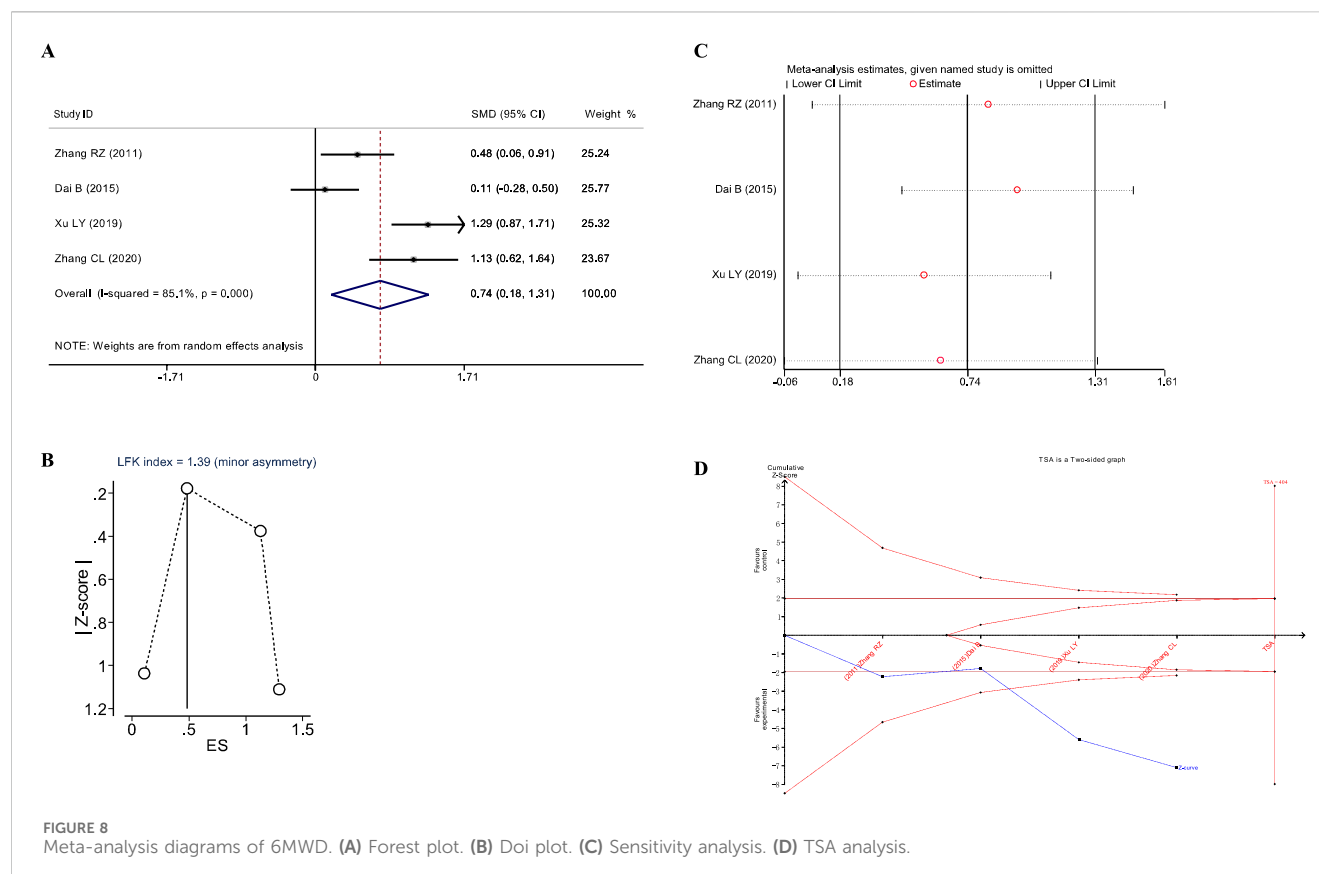 A
Study ID SMD (95% CI) Weight %
Zhang RZ (2011) 0.48 (0.06, 0.91) 25.24
Dai B (2015) 0.11 (-0.28, 0.50) 25.77
Xu LY (2019) 1.29 (0.87, 1.71) 25.32
Zhang CL (2020) 1.13 (0.62, 1.64) 23.67
Overall (I-squared = 85.1%, p = 0.000) 0.74 (0.18, 1.31) 100.00
NOTE: Weights are from random effects analysis
-1.71 0 1.71
B
LFK index = 1.39 (minor asymmetry)
.2
.4
.6
.8
1
1.2
| Z-score |
0 .5 1 1.5
ES
C
Meta-analysis estimates, given named study is omitted
Lower CI Limit Estimate Upper CI Limit
Zhang RZ (2011)
Dai B (2015)
Xu LY (2019)
Zhang CL (2020)
-0.06 0.18 0.74 1.31 1.61
D
TSA is a Two-sided graph
Cumulative
Z-Score
TSA = 404
8
7
6
5
4
3
2
1
-1
-2
-3
-4
-5
-6
-7
-8
Favours
control
Favours
experimental
(2011)Zhang RZ
(2015)Dai B
(2019)Xu LY
(2020)Zhang CL
TSA
Z-curve
FIGURE 8
Meta-analysis diagrams of 6MWD. (A) Forest plot. (B) Doi plot. (C) Sensitivity analysis. (D) TSA analysis.